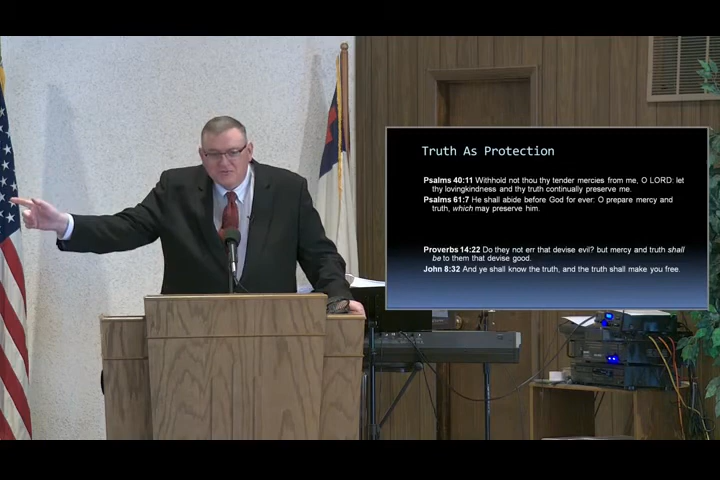 Truth As Protection
Psalms 40:11 Withhold not thou thy tender mercies from me, O LORD: let
thy lovingkindness and thy truth continually preserve me.
Psalms 61:7 He shall abide before God for ever: O prepare mercy and
truth, which may preserve him.
Proverbs 14:22 Do they not err that devise evil? but mercy and truth shall
be to them that devise good.
John 8:32 And ye shall know the truth, and the truth shall make you free.